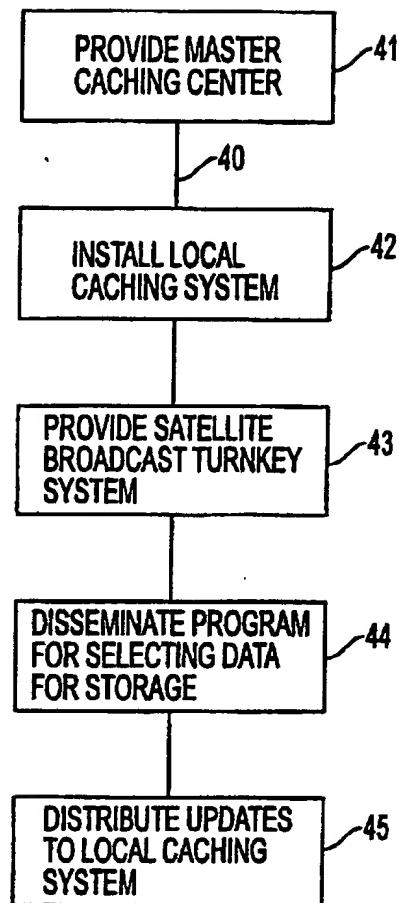 PROVIDE MASTER
CACHING CENTER
41
40
INSTALL LOCAL
CACHING SYSTEM
42
PROVIDE SATELLITE
BROADCAST TURNKEY
SYSTEM
43
DISSEMINATE PROGRAM
FOR SELECTING DATA
FOR STORAGE
44
DISTRIBUTE UPDATES
TO LOCAL CACHING
SYSTEM
45